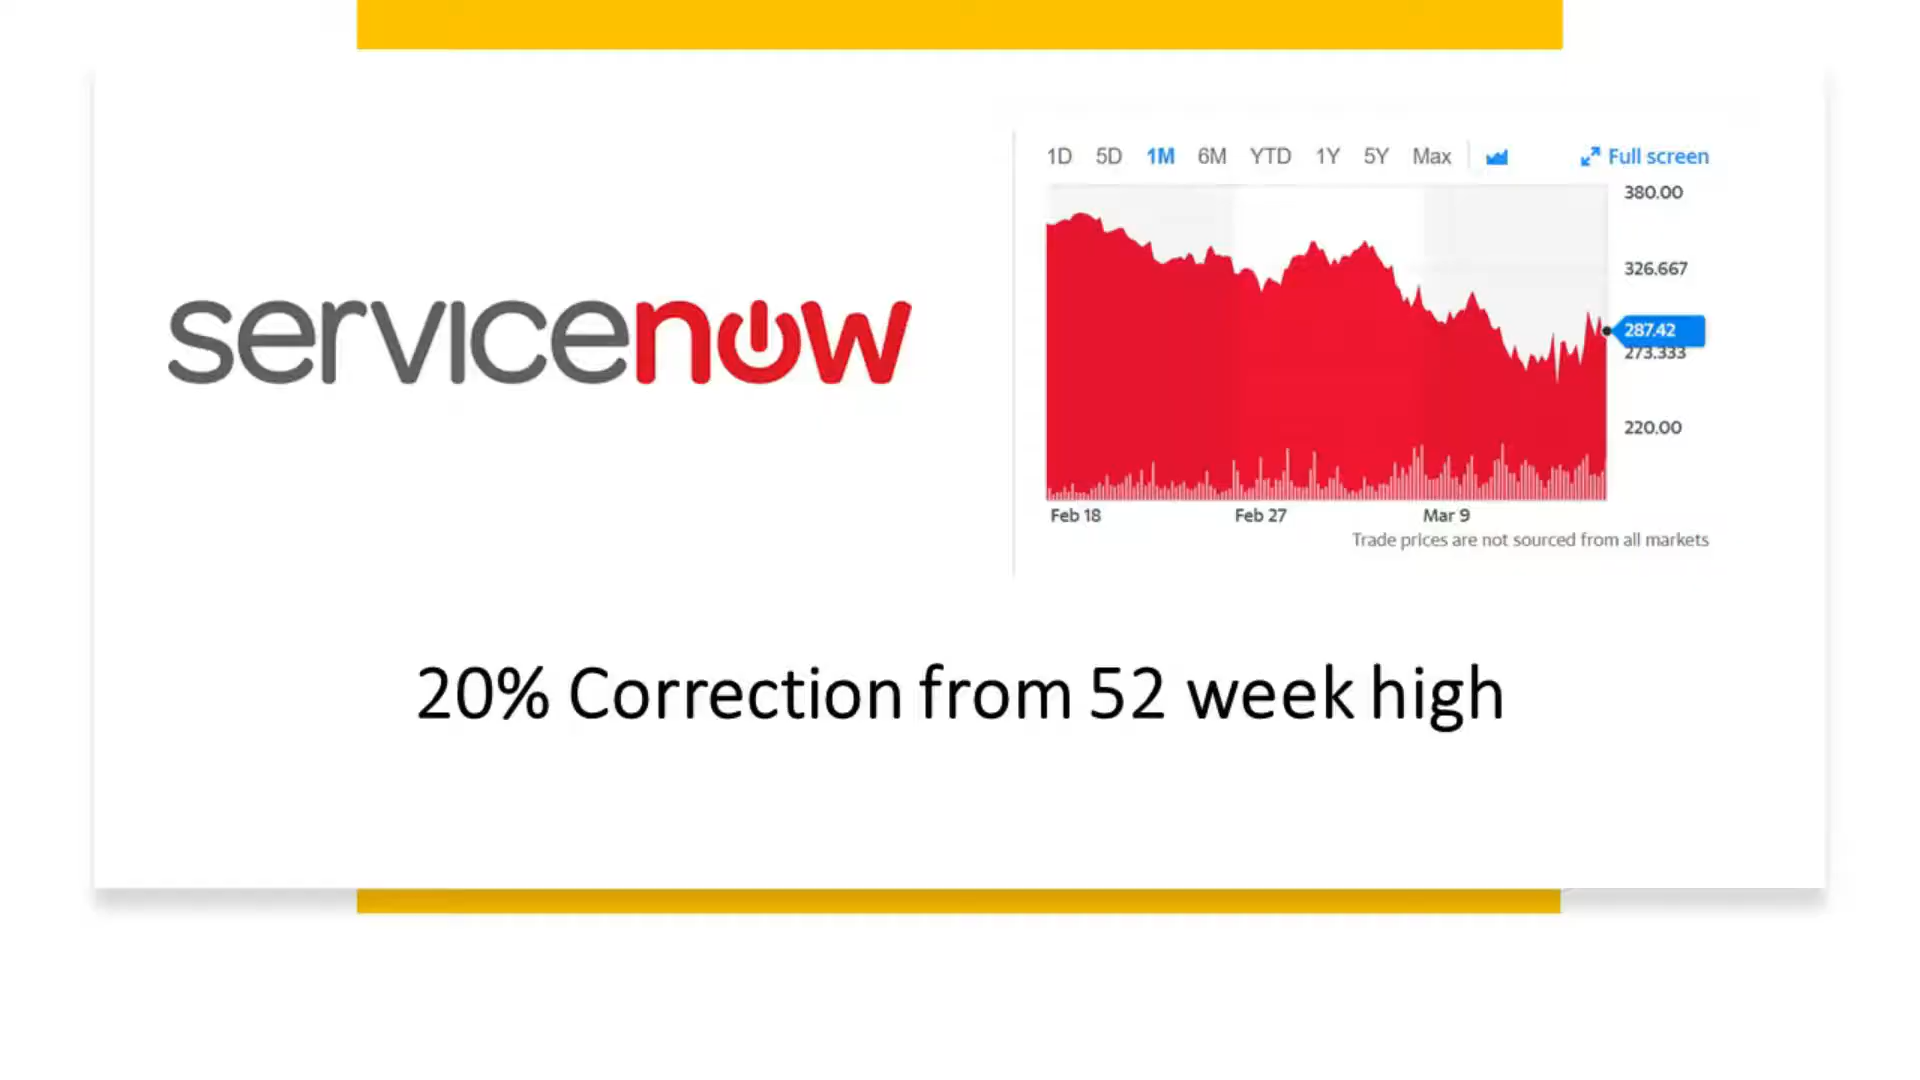 1D 5D 1M 6M YTD 1Y 5Y Max Full screen
380.00
326.667
287.42
273.333
220.00
Feb 18 Feb 27 Mar 9
Trade prices are not sourced from all markets
servicenow
20% Correction from 52 week high